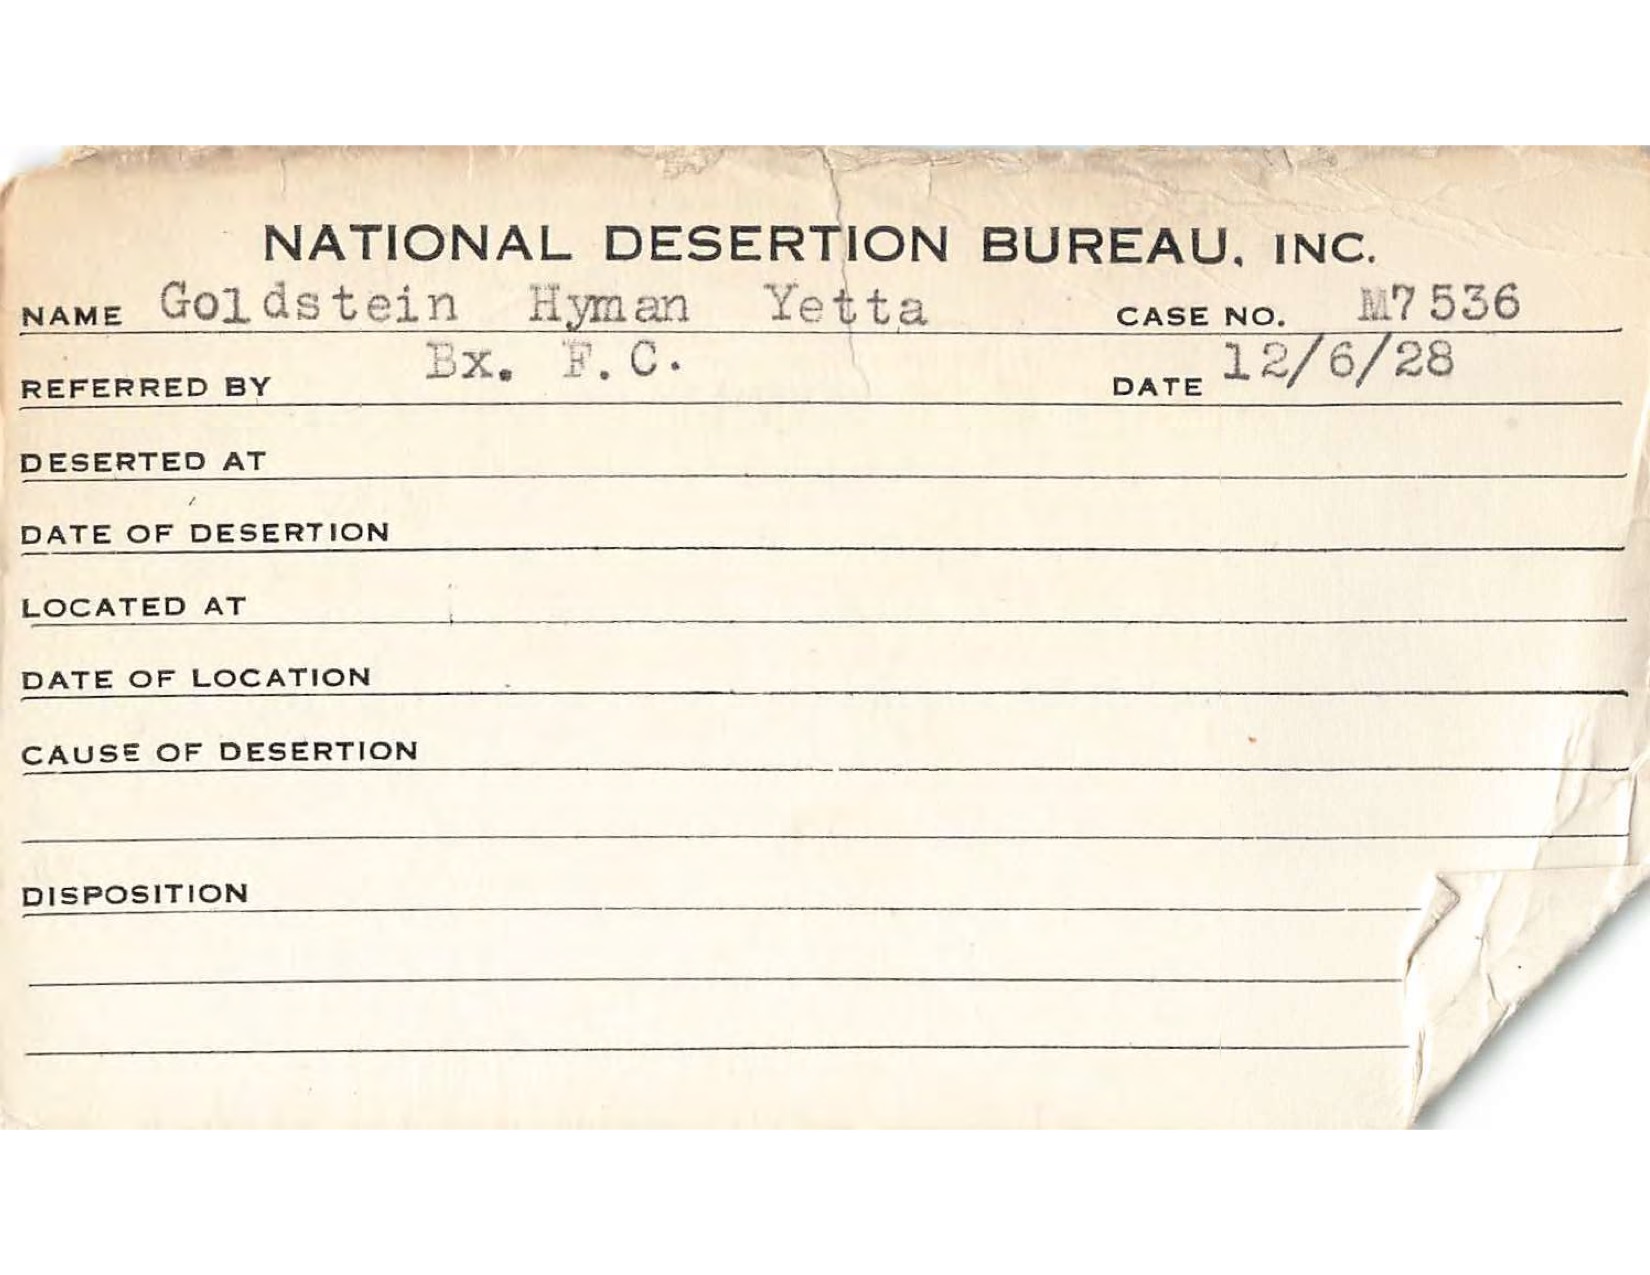 NATIONAL DESERTION BUREAU, INC.
NAME Goldstein Hyman Yetta CASE NO. M7536
REFERRED BY Bx. F.C. DATE 12/6/28
DESERTED AT
DATE OF DESERTION
LOCATED AT
DATE OF LOCATION
CAUSE OF DESERTION
DISPOSITION